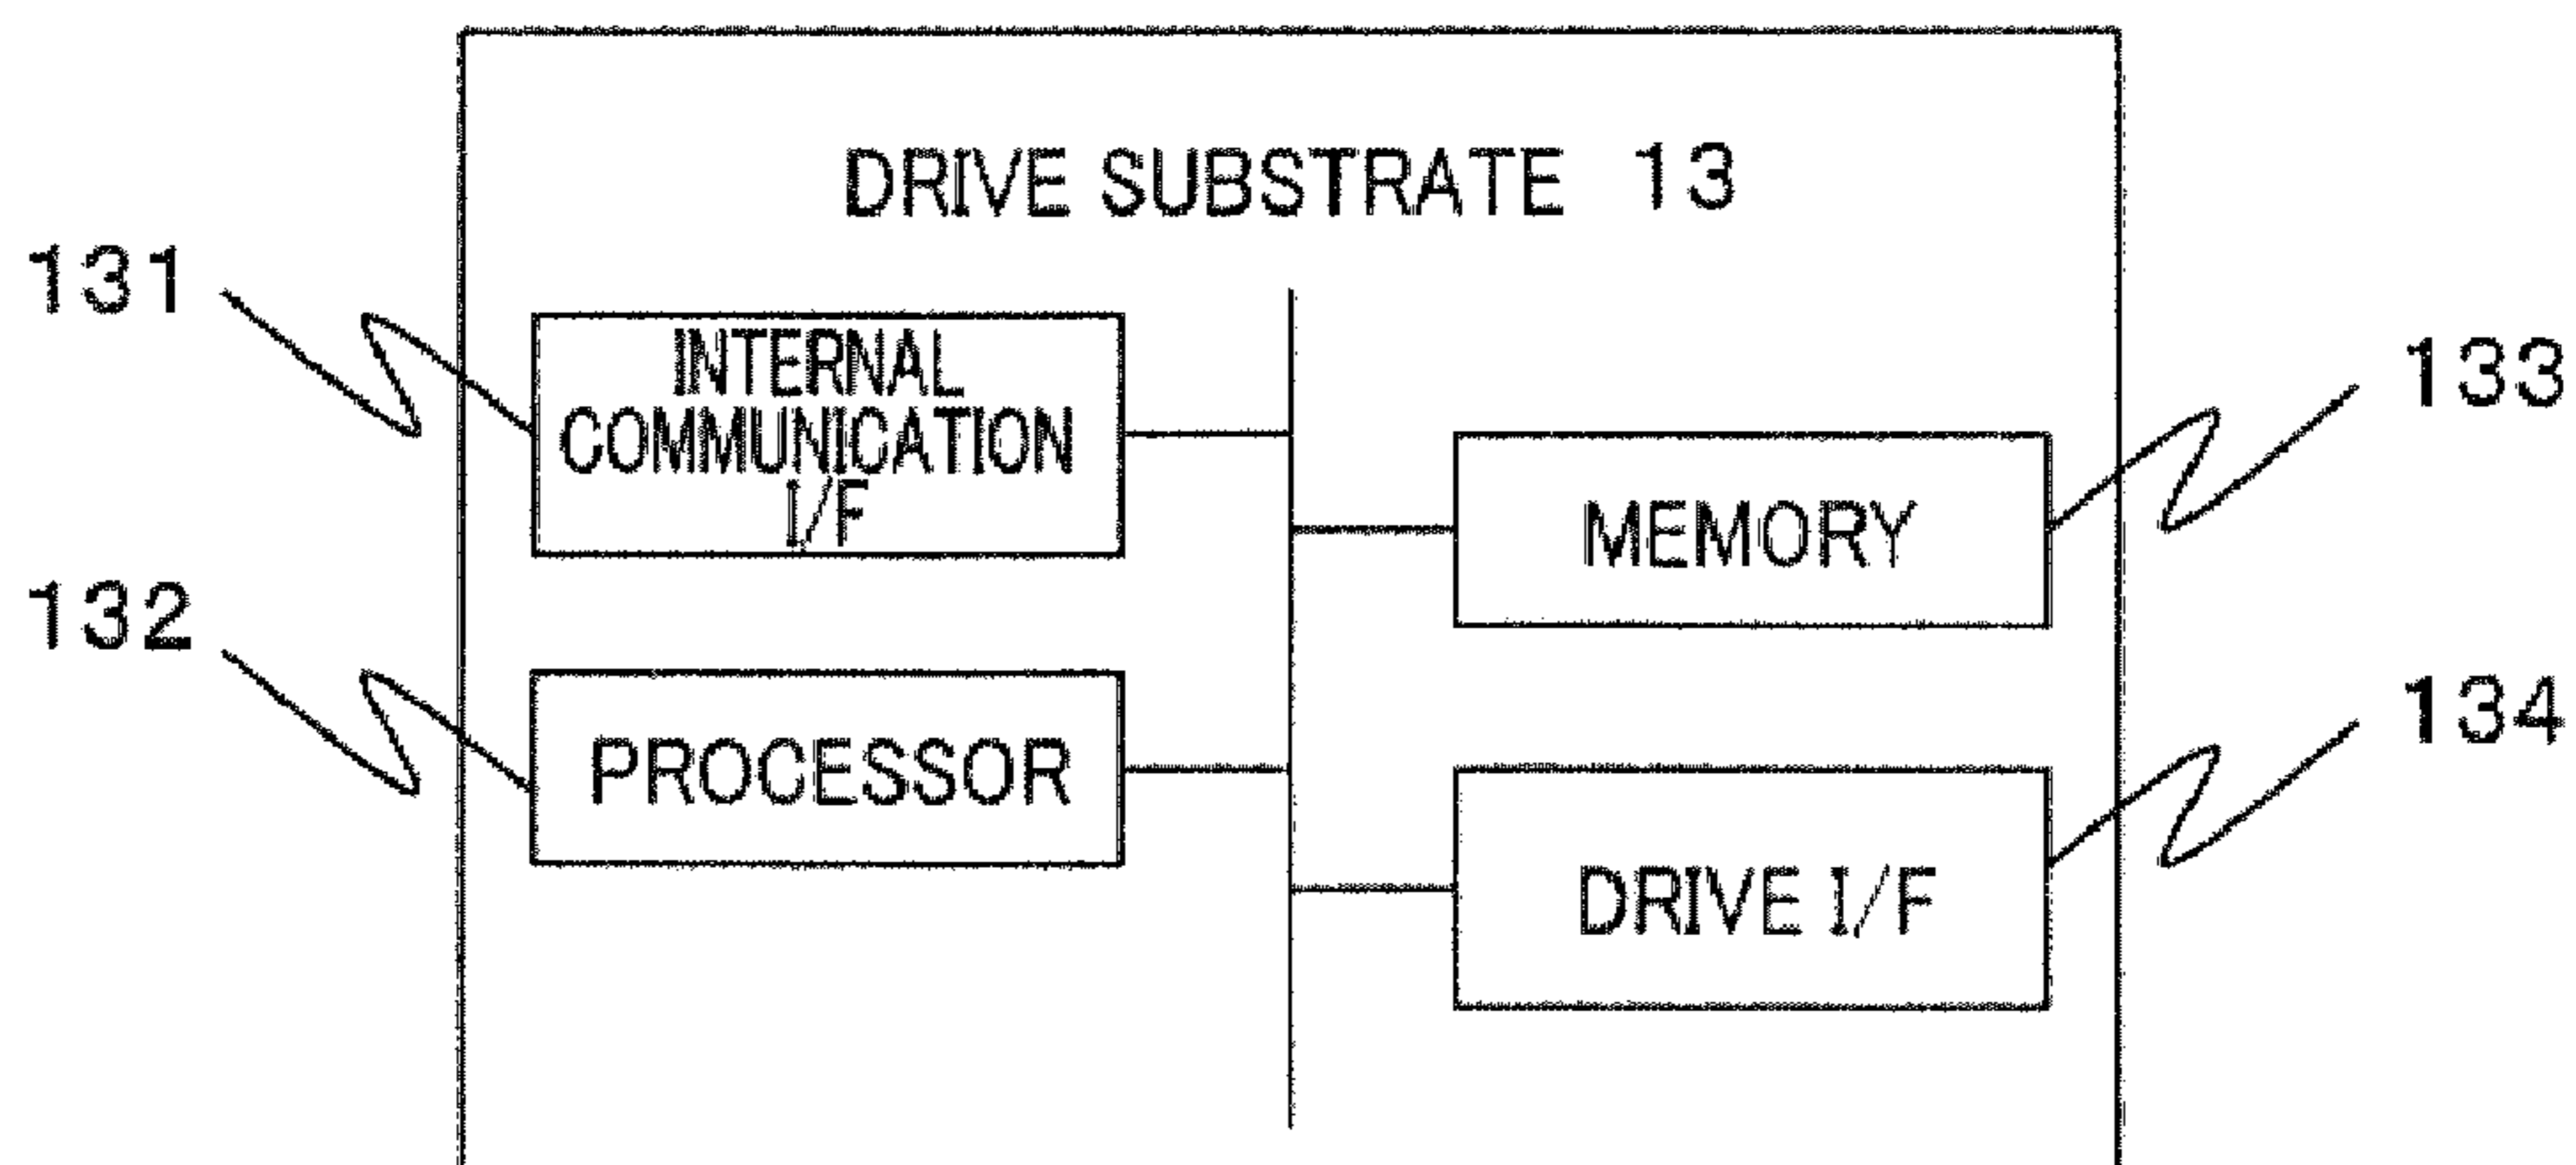 DRIVE SUBSTRATE 13
131
INTERNAL
COMMUNICATION
I/F
133
MEMORY
132
PROCESSOR
134
DRIVE I/F